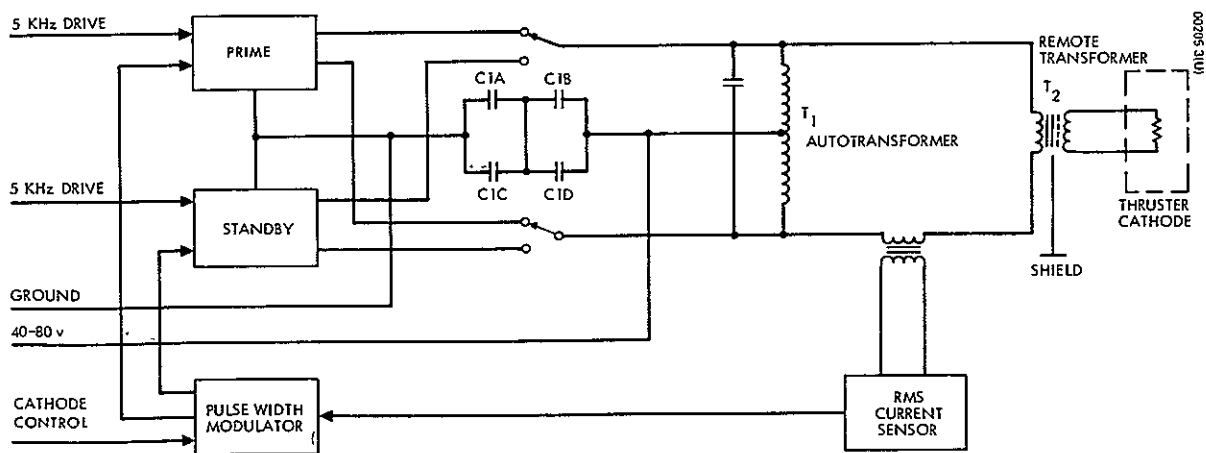 5 KHz DRIVE
PRIME
C1A
C1B
C1C
C1D
5 KHz DRIVE
STANDBY
GROUND
40-80 v
CATHODE
CONTROL
PULSE WIDTH
MODULATOR
T1
AUTOTRANSFORMER
REMOTE
TRANSFORMER
T2
THRUSTER
CATHODE
SHIELD
RMS
CURRENT
SENSOR
00205 3(U)